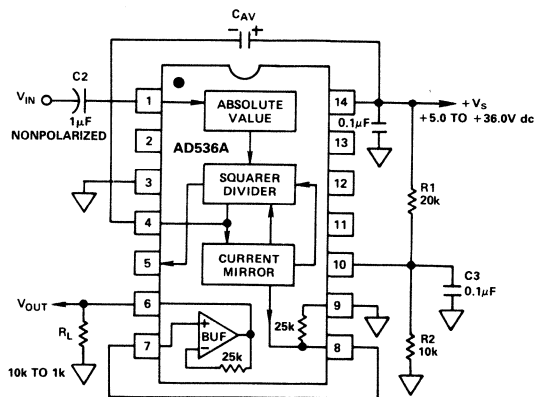 CAV
− +
C2
VIN
1μF
NONPOLARIZED
1
2
3
4
5
6
7
ABSOLUTE
VALUE
AD536A
SQUARER
DIVIDER
CURRENT
MIRROR
+
BUF
−
25k
25k
14
13
12
11
10
9
8
0.1μF
+VS
+5.0 TO +36.0V dc
R1
20k
C3
0.1μF
R2
10k
VOUT
RL
10k TO 1k